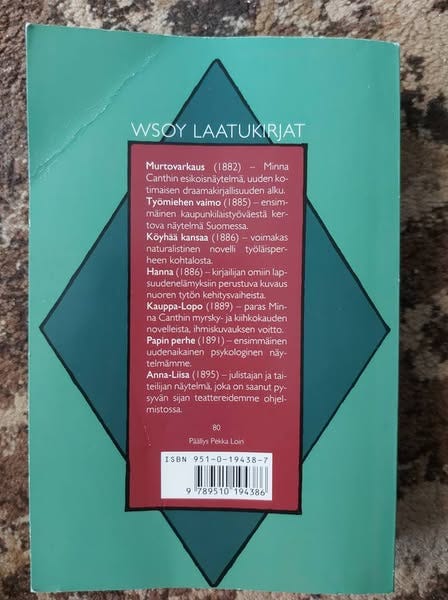 WSOY LAATUKIRJAT
Murtovarkaus (1882) – Minna
Canthin esikoisnäytelmä, uuden ko-
timaisen draamakirjallisuuden alku.
Työmiehen vaimo (1885) – ensim-
mäinen kaupunkilaistyöväestä ker-
tova näytelmä Suomessa.
Köyhää kansaa (1886) – voimakas
naturalistinen novelli työläisper-
heen kohtalosta.
Hanna (1886) – kirjailijan omiin lap-
suudenelämyksiin perustuva kuvaus
nuoren tytön kehitysvaiheista.
Kauppa-Lopo (1889) – paras Min-
na Canthin myrsky- ja kiihkokauden
novelleista, ihmiskuvauksen voitto.
Papin perhe (1891) – ensimmäinen
uudenaikainen psykologinen näy-
telmämme.
Anna-Liisa (1895) – julistajan ja tai-
teilijan näytelmä, joka on saanut py-
syvän sijan teattereidemme ohjel-
mistossa.
80
Päällys Pekka Loin
ISBN 951-0-19438-7
9 789510 194386